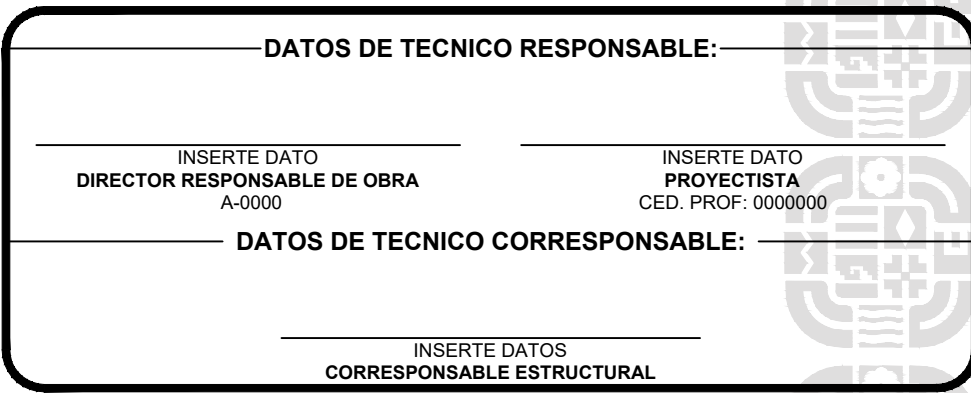 DATOS DE TECNICO RESPONSABLE:
INSERTE DATO
DIRECTOR RESPONSABLE DE OBRA
A-0000
INSERTE DATO
PROYECTISTA
CED. PROF: 0000000
DATOS DE TECNICO CORRESPONSABLE:
INSERTE DATOS
CORRESPONSABLE ESTRUCTURAL